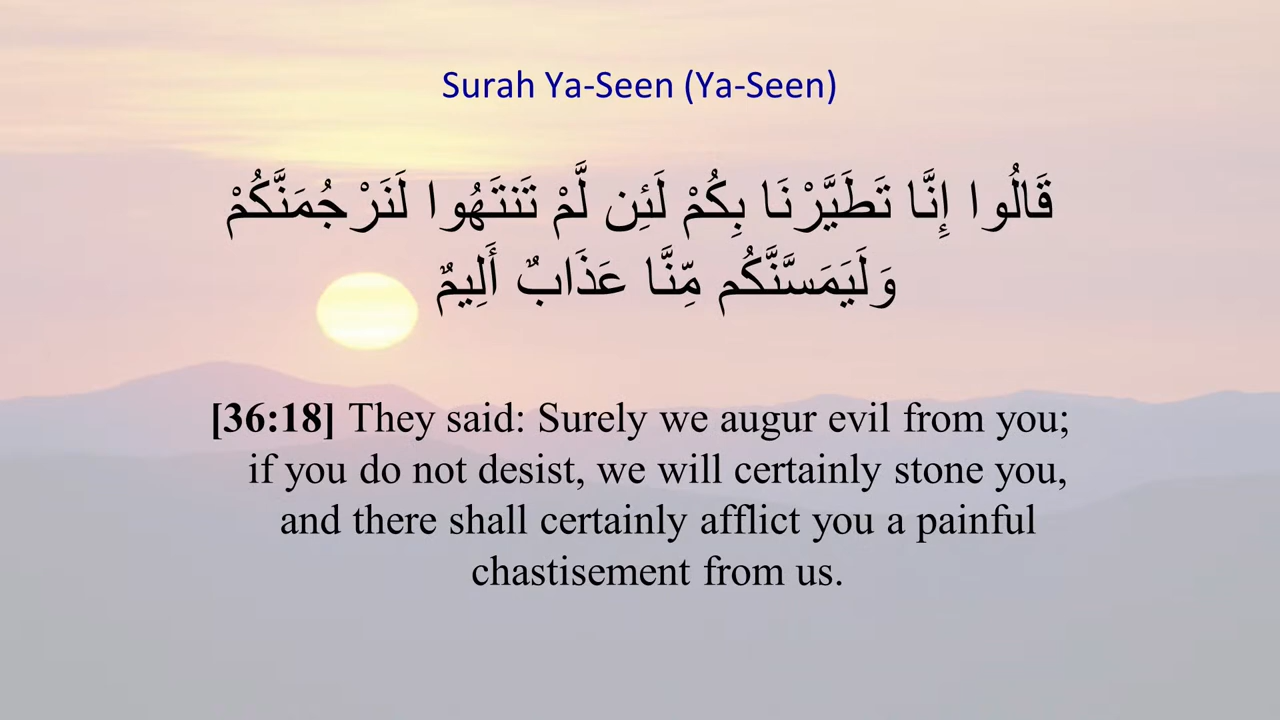 Surah Ya-Seen (Ya-Seen)
قَالُوا إِنَّا تَطَيَّرْنَا بِكُمْ لَئِن لَّمْ تَنتَهُوا لَنَرْجُمَنَّكُمْ
وَلَيَمَسَّنَّكُم مِّنَّا عَذَابٌ أَلِيمٌ
[36:18] They said: Surely we augur evil from you;
if you do not desist, we will certainly stone you,
and there shall certainly afflict you a painful
chastisement from us.